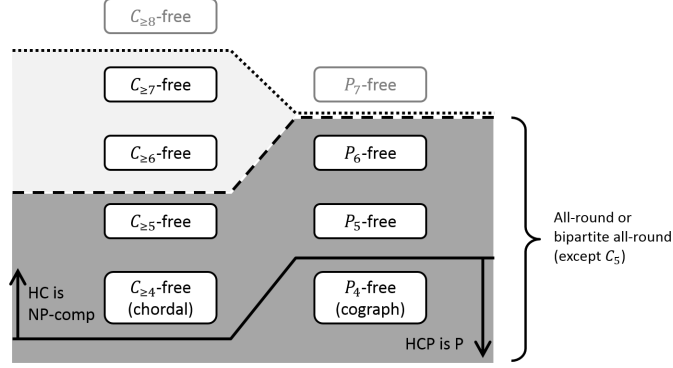 C≥8-free
C≥7-free
P7-free
C≥6-free
P6-free
C≥5-free
P5-free
All-round or
bipartite all-round
(except C5)
HC is
NP-comp
C≥4-free
(chordal)
P4-free
(cograph)
HCP is P